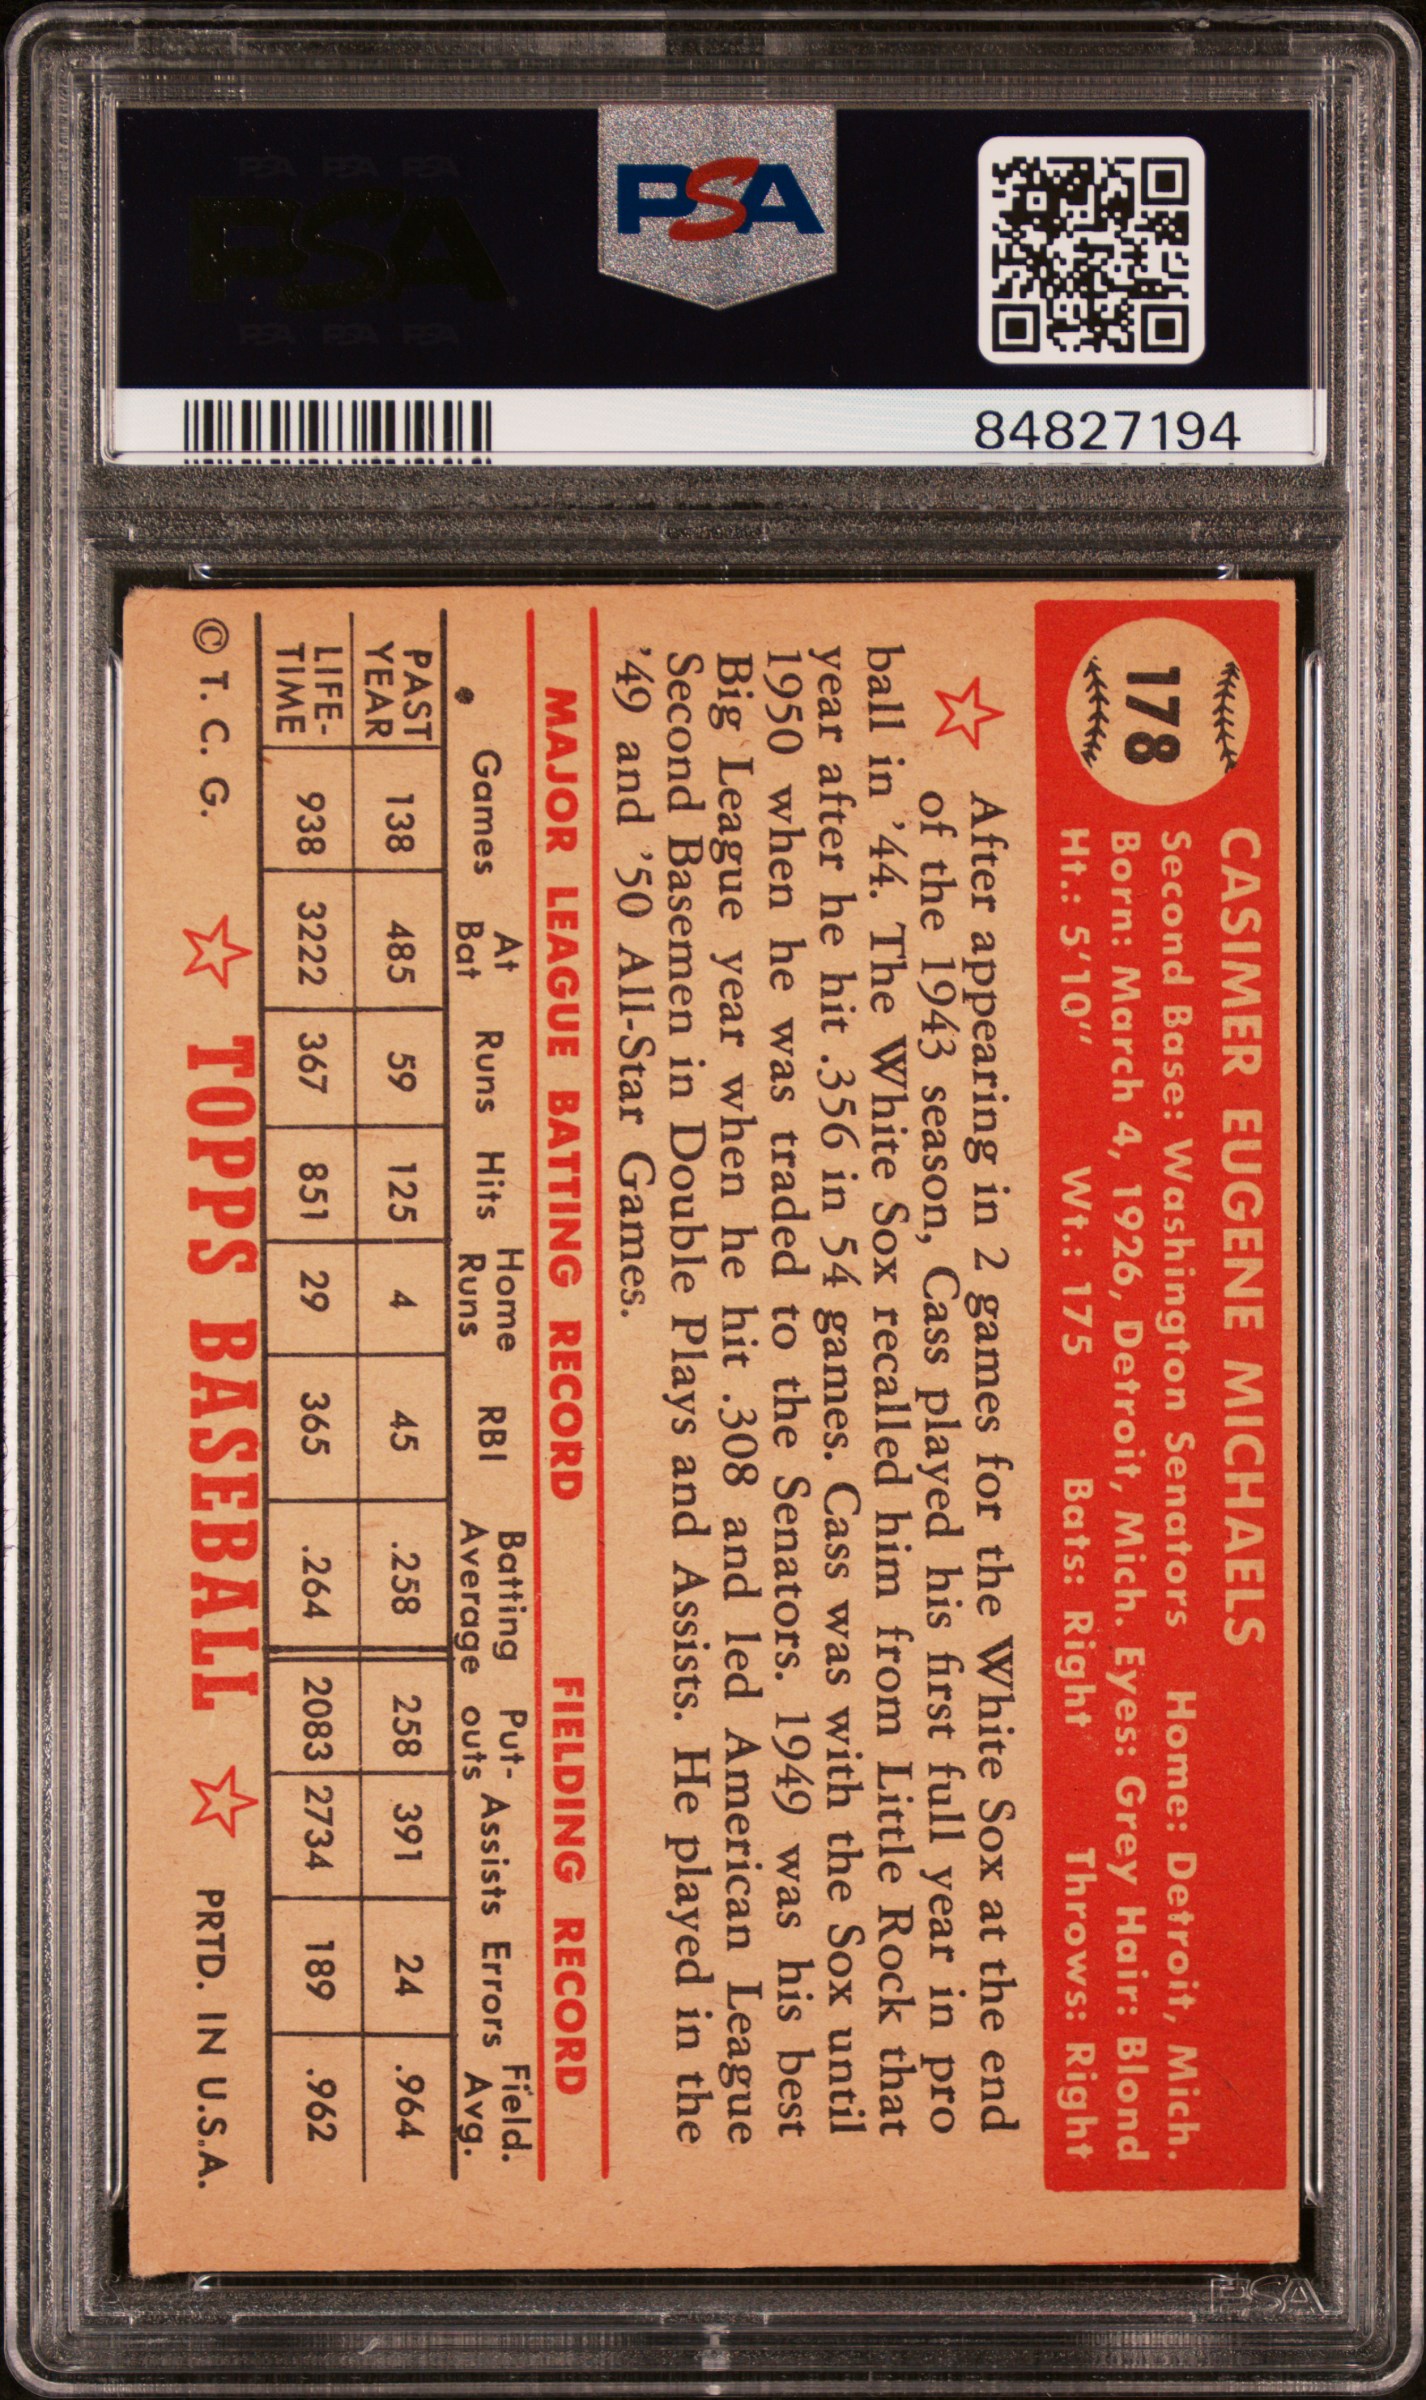 PSA PSA PSA
PSA
PSA PSA PSA
PSA
84827194
178
CASIMER EUGENE MICHAELS
Second Base: Washington Senators Home: Detroit, Mich.
Born: March 4, 1926, Detroit, Mich. Eyes: Grey Hair: Blond
Ht.: 5'10" Wt.: 175 Bats: Right Throws: Right
After appearing in 2 games for the White Sox at the end
of the 1943 season, Cass played his first full year in pro
ball in '44. The White Sox recalled him from Little Rock that
year after he hit .356 in 54 games. Cass was with the Sox until
1950 when he was traded to the Senators. 1949 was his best
Big League year when he hit .308 and led American League
Second Basemen in Double Plays and Assists. He played in the
'49 and '50 All-Star Games.
MAJOR LEAGUE BATTING RECORD FIELDING RECORD
Games At Bat Runs Hits Home Runs RBI Batting Average Put-outs Assists Errors Field. Avg.
PAST YEAR 138 485 59 125 4 45 .258 258 391 24 .964
LIFE-TIME 938 3222 367 851 29 365 .264 2083 2734 189 .962
© T. C. G. TOPPS BASEBALL PRTD. IN U.S.A.
PSA